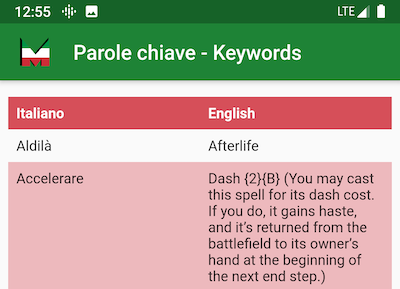 12:55 LTE
Parole chiave - Keywords
Italiano English
Aldilà Afterlife
Accelerare Dash {2}{B} (You may cast
this spell for its dash cost.
If you do, it gains haste,
and it’s returned from the
battlefield to its owner’s
hand at the beginning of
the next end step.)